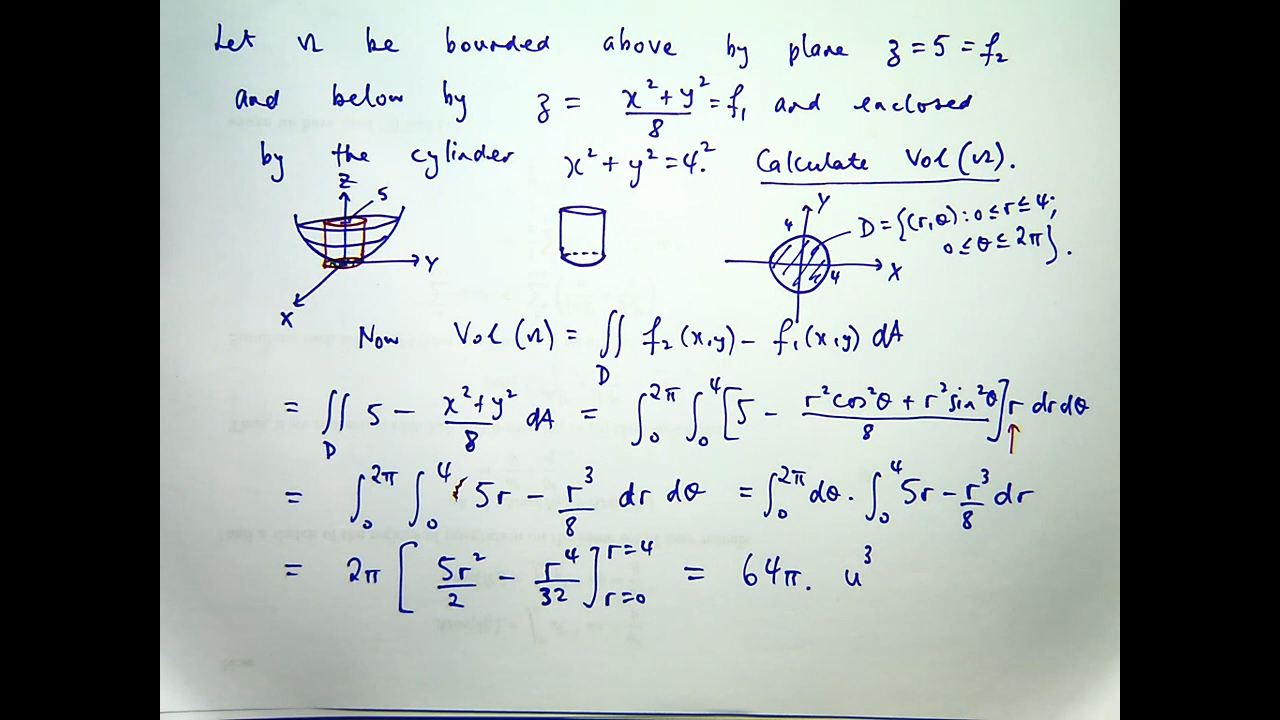 Let Ω be bounded above by plane z = 5 = f₂
and below by z = (x² + y²)/8 = f₁ and enclosed
by the cylinder x² + y² = 4². Calculate Vol(Ω).
Z 5 Y X
Y 4 4 X D = {(r,θ): 0 ≤ r ≤ 4;
0 ≤ θ ≤ 2π}.
Now Vol(Ω) = ∬_D f₂(x,y) − f₁(x,y) dA
= ∬_D 5 − (x² + y²)/8 dA = ∫₀^{2π} ∫₀^4 [5 − (r²cos²θ + r²sin²θ)/8] r dr dθ
= ∫₀^{2π} ∫₀^4 5r − r³/8 dr dθ = ∫₀^{2π} dθ · ∫₀^4 5r − r³/8 dr
= 2π [5r²/2 − r⁴/32]_{r=0}^{r=4} = 64π. u³